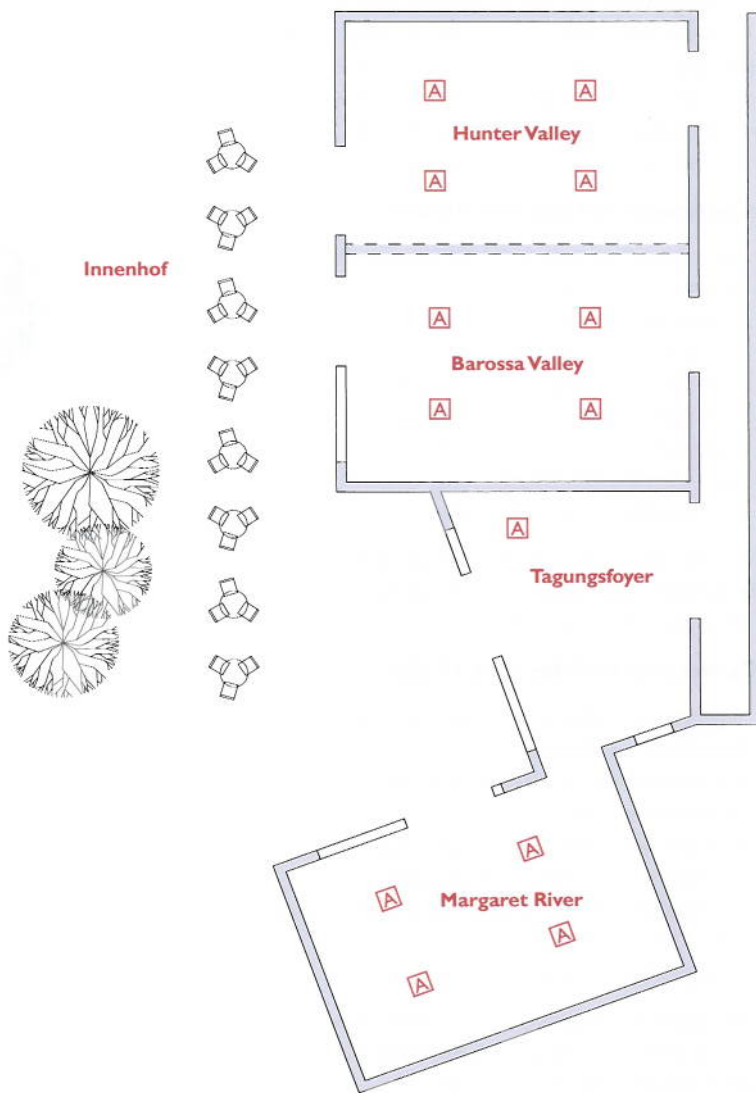 A A
Hunter Valley
A A
Innenhof
A A
Barossa Valley
A A
A
Tagungsfoyer
A
A
Margaret River
A
A